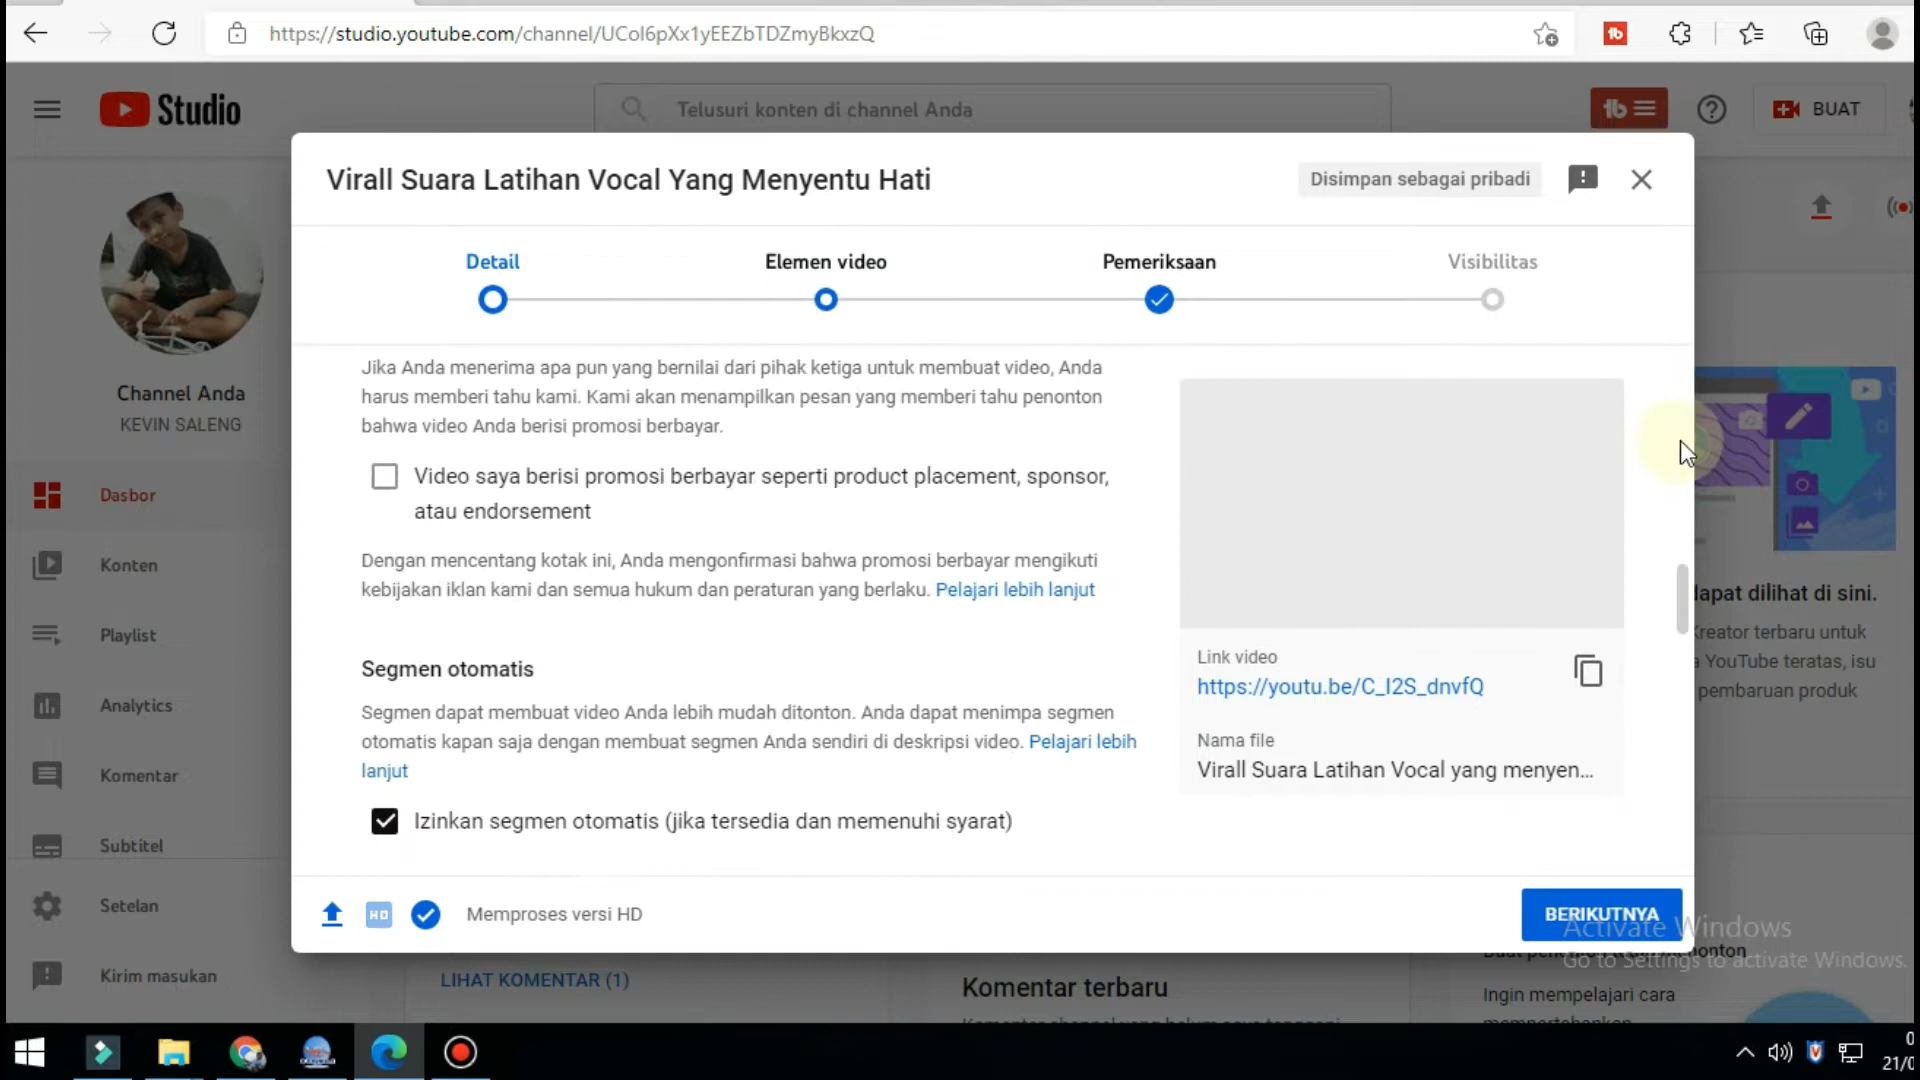 https://studio.youtube.com/channel/UCoI6pXx1yEEZbTDZmyBkxzQ
Studio
Telusuri konten di channel Anda
BUAT
Virall Suara Latihan Vocal Yang Menyentu Hati
Disimpan sebagai pribadi
Detail
Elemen video
Pemeriksaan
Visibilitas
Jika Anda menerima apa pun yang bernilai dari pihak ketiga untuk membuat video, Anda
harus memberi tahu kami. Kami akan menampilkan pesan yang memberi tahu penonton
bahwa video Anda berisi promosi berbayar.
Video saya berisi promosi berbayar seperti product placement, sponsor,
atau endorsement
Dengan mencentang kotak ini, Anda mengonfirmasi bahwa promosi berbayar mengikuti
kebijakan iklan kami dan semua hukum dan peraturan yang berlaku. Pelajari lebih lanjut
Segmen otomatis
Segmen dapat membuat video Anda lebih mudah ditonton. Anda dapat menimpa segmen
otomatis kapan saja dengan membuat segmen Anda sendiri di deskripsi video. Pelajari lebih
lanjut
Izinkan segmen otomatis (jika tersedia dan memenuhi syarat)
Link video
https://youtu.be/C_I2S_dnvfQ
Nama file
Virall Suara Latihan Vocal yang menyen...
HD
Memproses versi HD
BERIKUTNYA
Channel Anda
KEVIN SALENG
Dasbor
Konten
Playlist
Analytics
Komentar
Subtitel
Setelan
Kirim masukan
LIHAT KOMENTAR (1)
Komentar terbaru
dapat dilihat di sini.
Kreator terbaru untuk
YouTube teratas, isu
pembaruan produk
Activate Windows
Go to Settings to activate Windows.
Ingin mempelajari cara
21/0